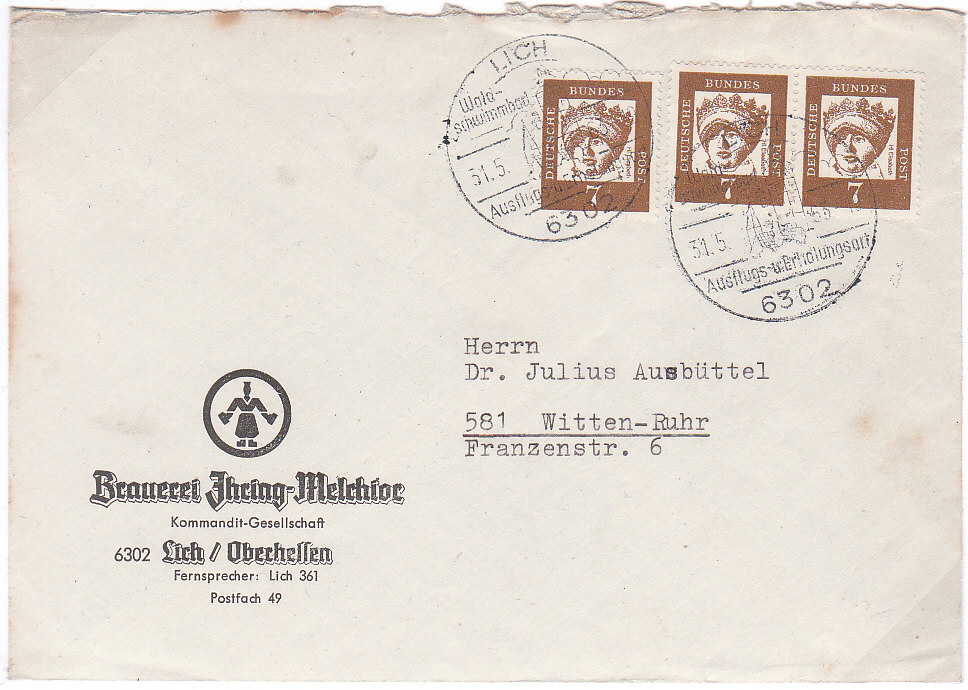 LICH
Wald-
schwimmbad
31.5.
Ausflugs-u.
6302
DEUTSCHE BUNDES POST
7
DEUTSCHE BUNDES POST
7
DEUTSCHE BUNDES POST
7
31.5. 65
Ausflugs-u.Erholungsort
6302
Herrn
Dr. Julius Ausbüttel
581 Witten-Ruhr
Franzenstr. 6
Brauerei Ihring-Melchior
Kommandit-Gesellschaft
6302 Lich / Oberhessen
Fernsprecher: Lich 361
Postfach 49